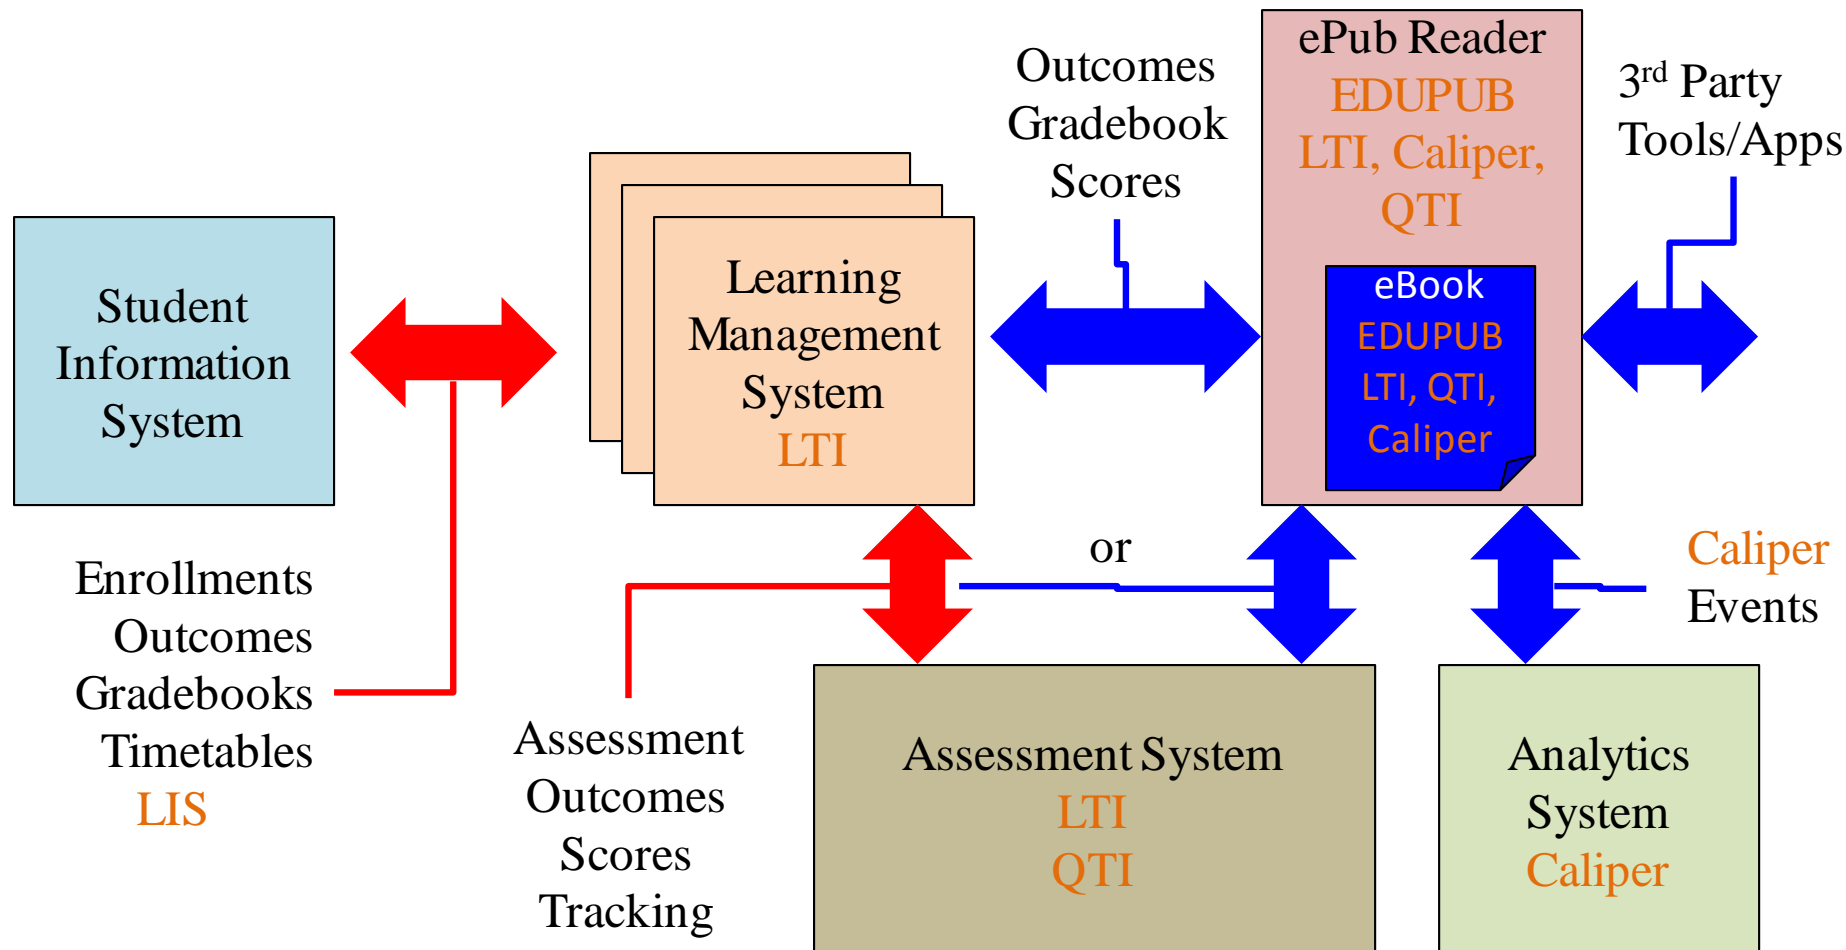 Student
Information
System
Enrollments
Outcomes
Gradebooks
Timetables
LIS
Learning
Management
System
LTI
Assessment
Outcomes
Scores
Tracking
Outcomes
Gradebook
Scores
or
ePub Reader
EDUPUB
LTI, Caliper,
QTI
eBook
EDUPUB
LTI, QTI,
Caliper
3rd Party
Tools/Apps
Caliper
Events
Assessment System
LTI
QTI
Analytics
System
Caliper